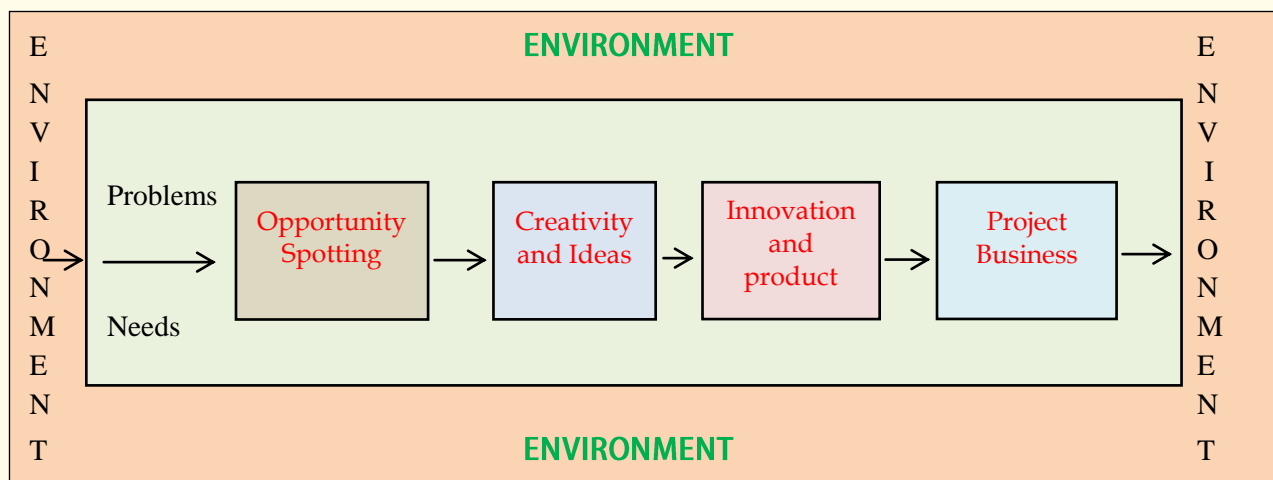 ENVIRONMENT
E
N
V
I
R
O
N
M
E
N
T
Problems
Needs
Opportunity
Spotting
Creativity
and Ideas
Innovation
and
product
Project
Business
E
N
V
I
R
O
N
M
E
N
T
ENVIRONMENT